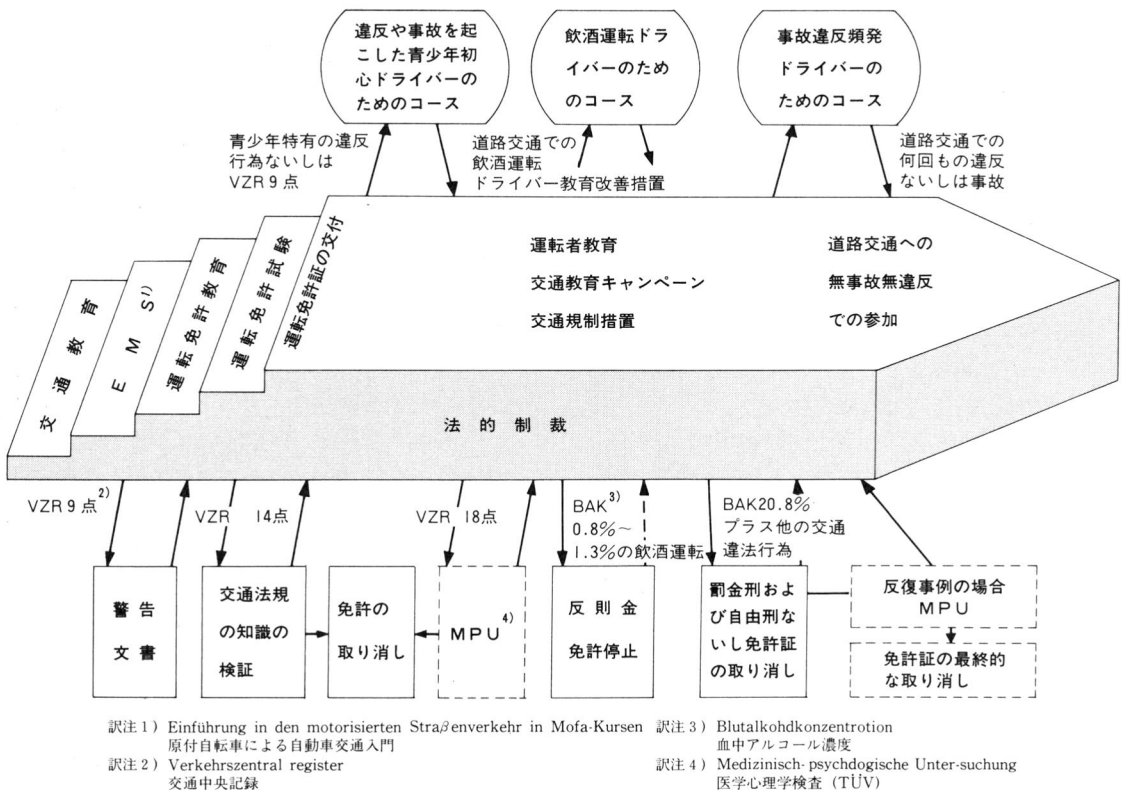 違反や事故を起
こした青少年初
心ドライバーの
ためのコース
飲酒運転ドラ
イバーのため
のコース
事故違反頻発
ドライバーの
ためのコース
青少年特有の違反
行為ないしは
VZR 9点
道路交通での
飲酒運転
ドライバー教育改善措置
道路交通での
何回もの違反
ないしは事故
交通教育
EMS1)
運転免許教育
運転免許試験
運転免許証の交付
運転者教育
交通教育キャンペーン
交通規制措置
道路交通への
無事故無違反
での参加
法的制裁
VZR 9点2)
VZR 14点
VZR 18点
BAK3)
0.8%~
1.3%の飲酒運転
BAK20.8%
プラス他の交通
違法行為
警告
文書
交通法規
の知識の
検証
免許の
取り消し
MPU4)
反則金
免許停止
罰金刑およ
び自由刑な
いし免許証
の取り消し
反復事例の場合
MPU
免許証の最終的
な取り消し
訳注1) Einführung in den motorisierten Straβenverkehr in Mofa-Kursen
原付自転車による自動車交通入門
訳注2) Verkehrszentral register
交通中央記録
訳注3) Blutalkohdkonzentrotion
血中アルコール濃度
訳注4) Medizinisch-psychdogische Unter-suchung
医学心理学検査 (TÜV)